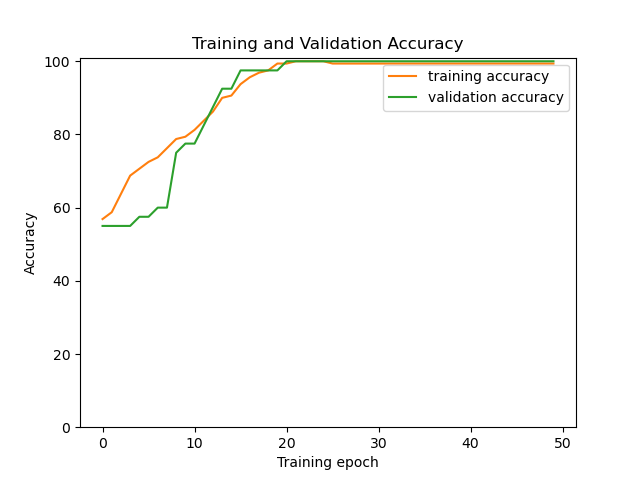 Training and Validation Accuracy
100
80
60
40
20
0
Accuracy
training accuracy
validation accuracy
0 10 20 30 40 50
Training epoch